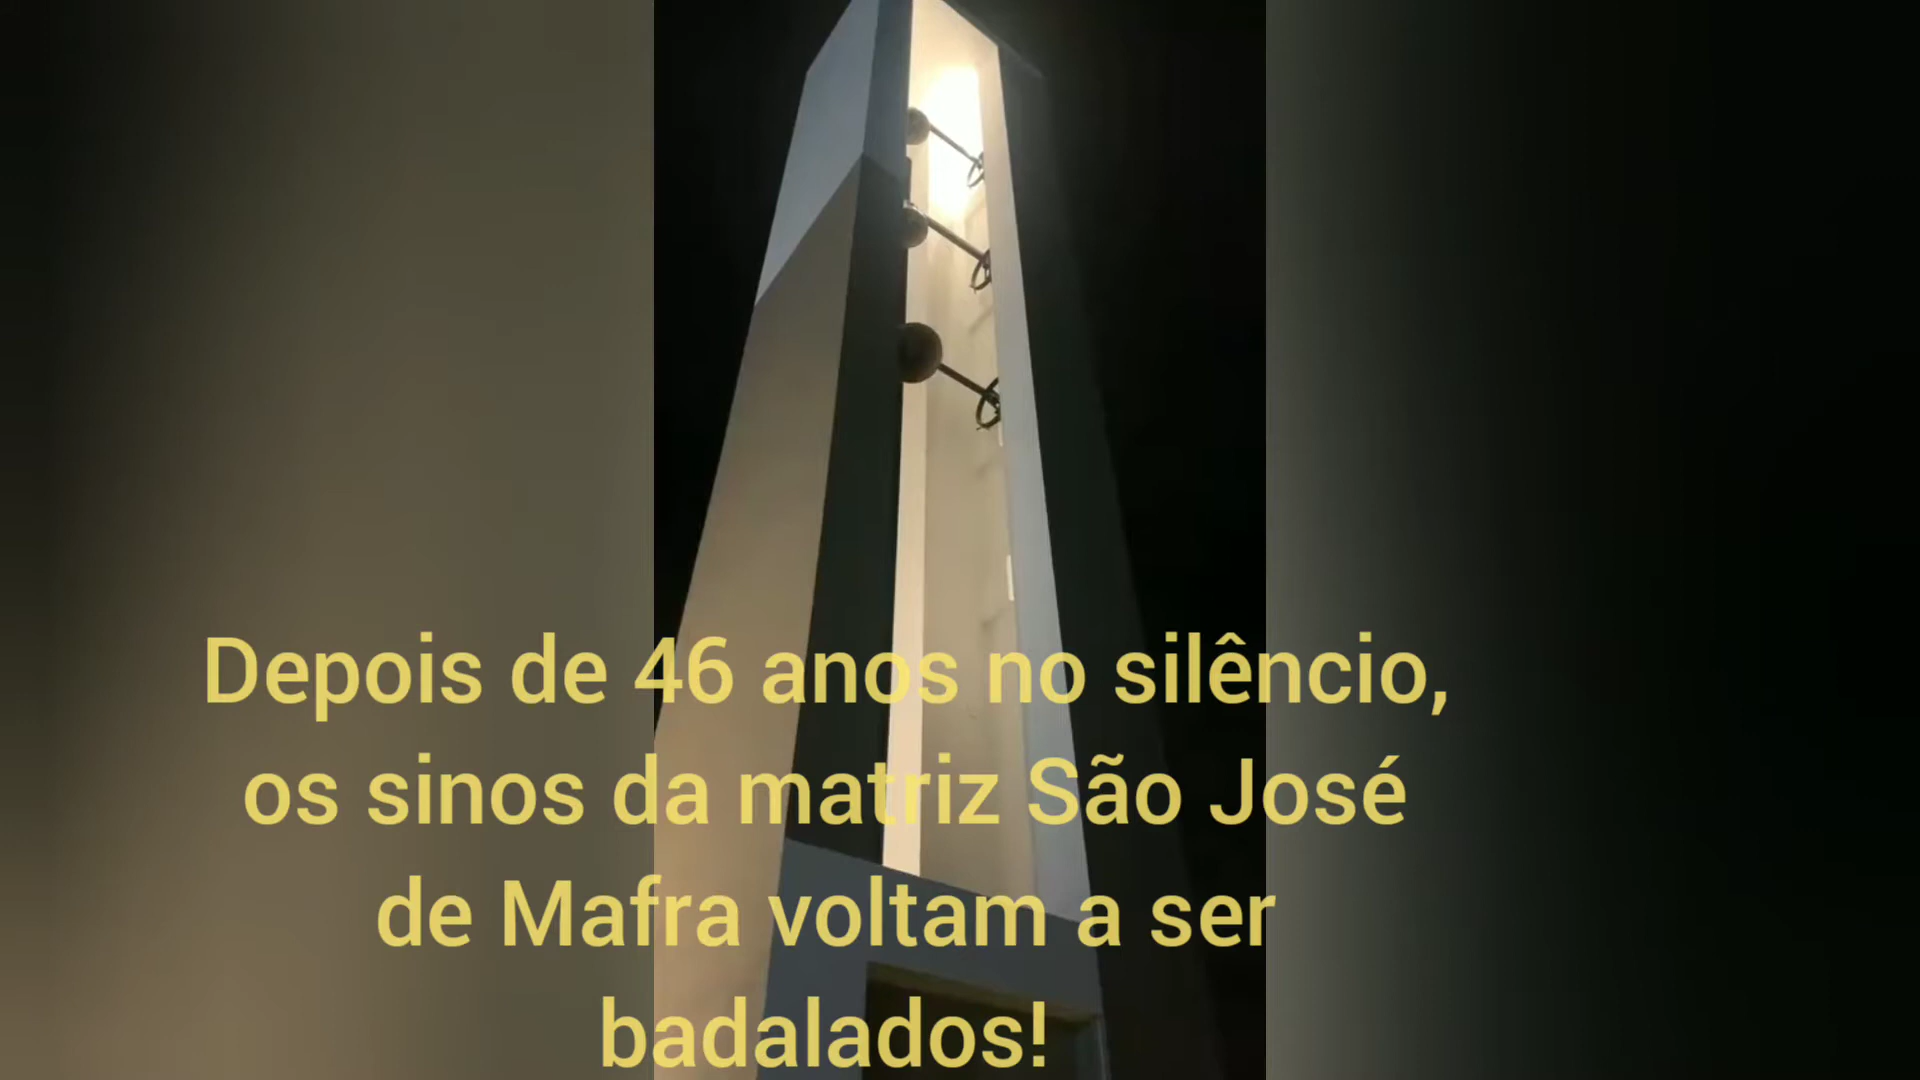 Depois de 46 anos no silêncio,
os sinos da matriz São José
de Mafra voltam a ser
badalados!